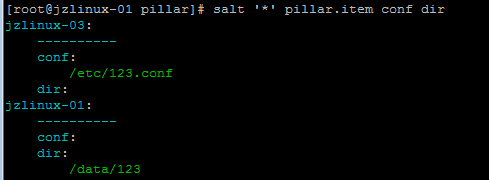 [root@jzlinux-01 pillar]# salt '*' pillar.item conf dir
jzlinux-03:
    ----------
    conf:
        /etc/123.conf
    dir:
jzlinux-01:
    ----------
    conf:
    dir:
        /data/123